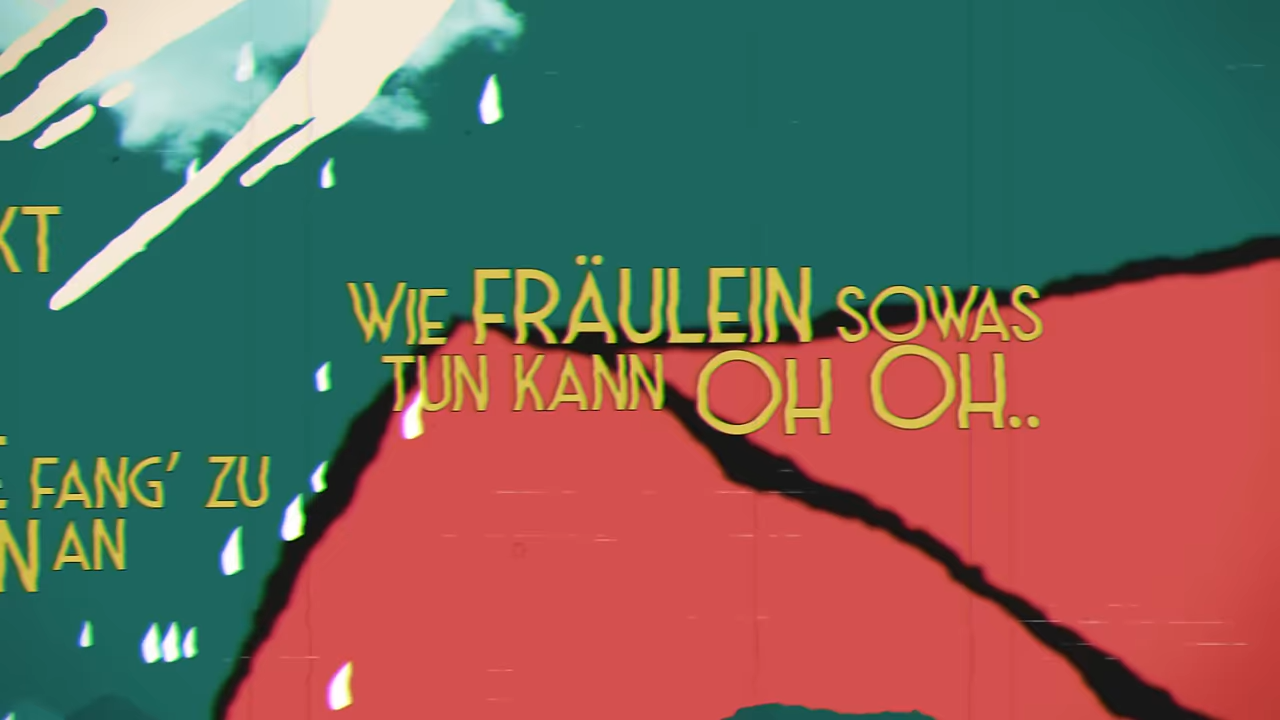 KT
WIE FRÄULEIN SOWAS
TUN KANN OH OH..
FANG' ZU
N AN